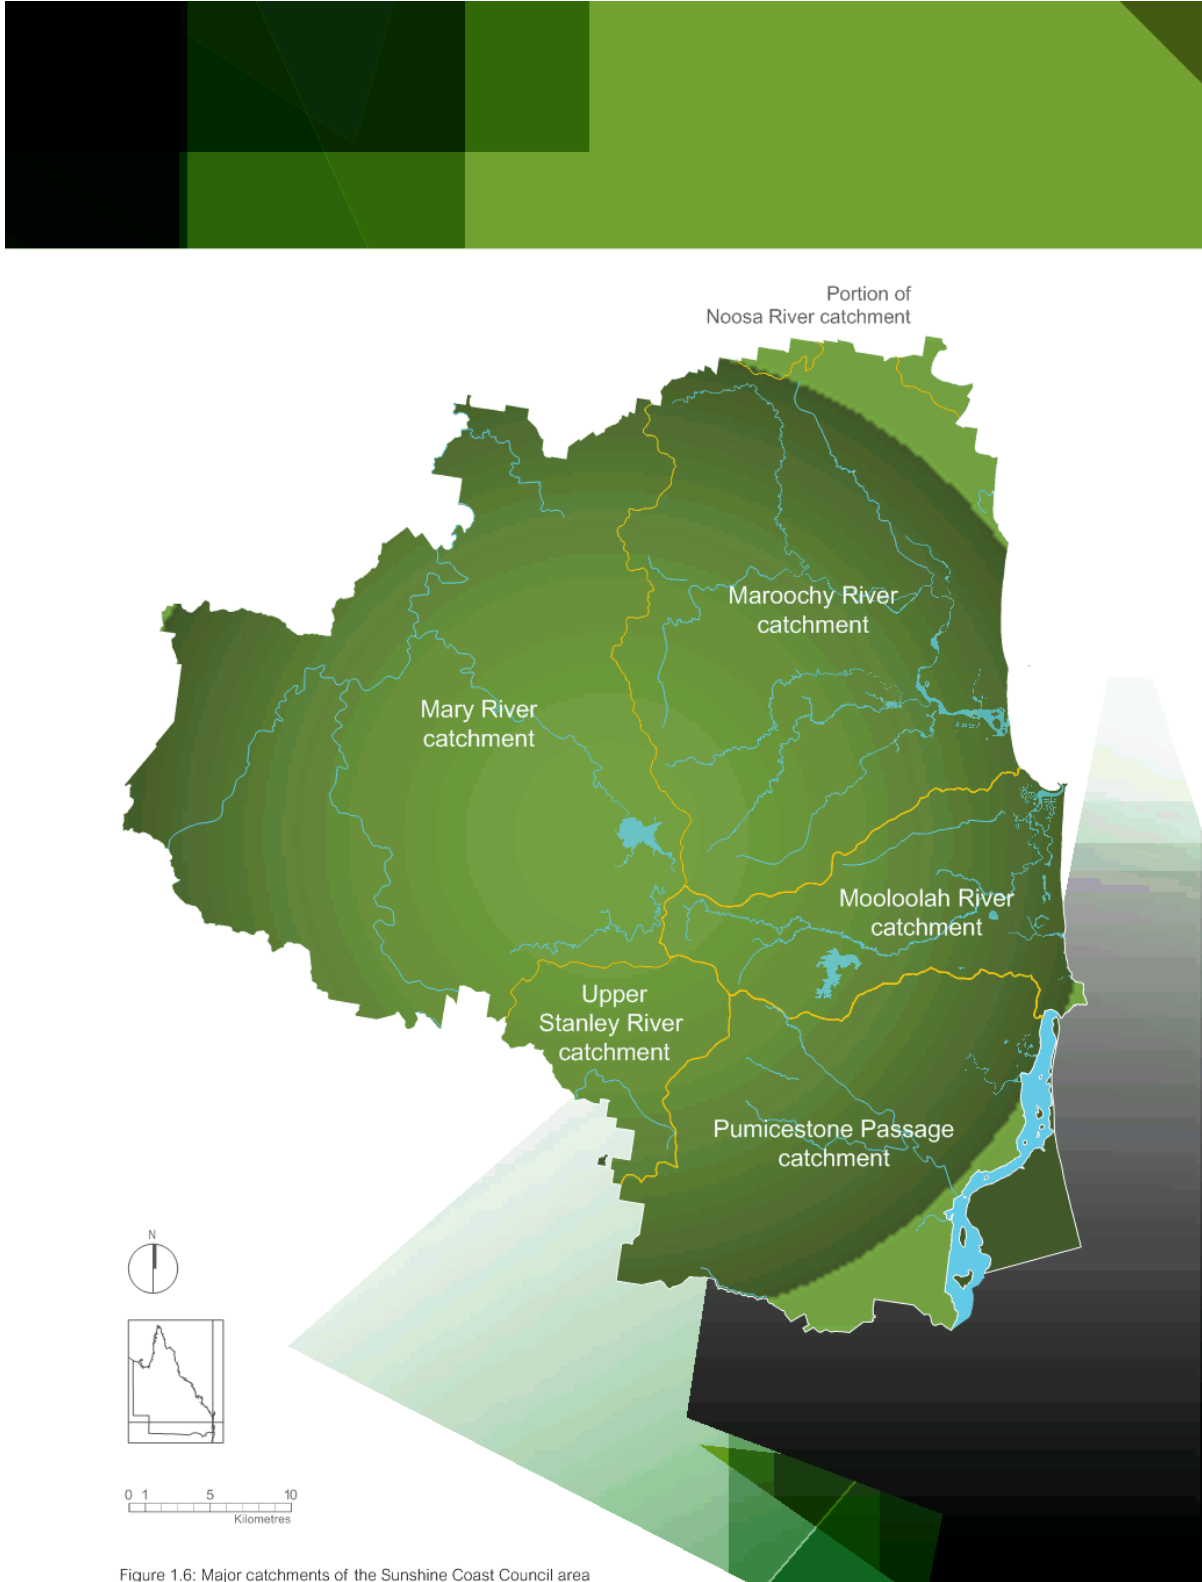 Portion of
Noosa River catchment
Maroochy River
catchment
Mary River
catchment
Mooloolah River
catchment
Upper
Stanley River
catchment
Pumicestone Passage
catchment
N
0 1 5 10
Kilometres
Figure 1.6: Major catchments of the Sunshine Coast Council area